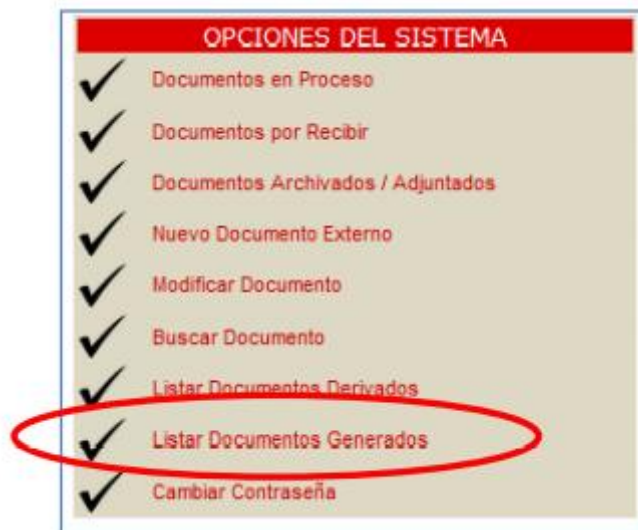 OPCIONES DEL SISTEMA
Documentos en Proceso
Documentos por Recibir
Documentos Archivados / Adjuntados
Nuevo Documento Externo
Modificar Documento
Buscar Documento
Listar Documentos Derivados
Listar Documentos Generados
Cambiar Contraseña